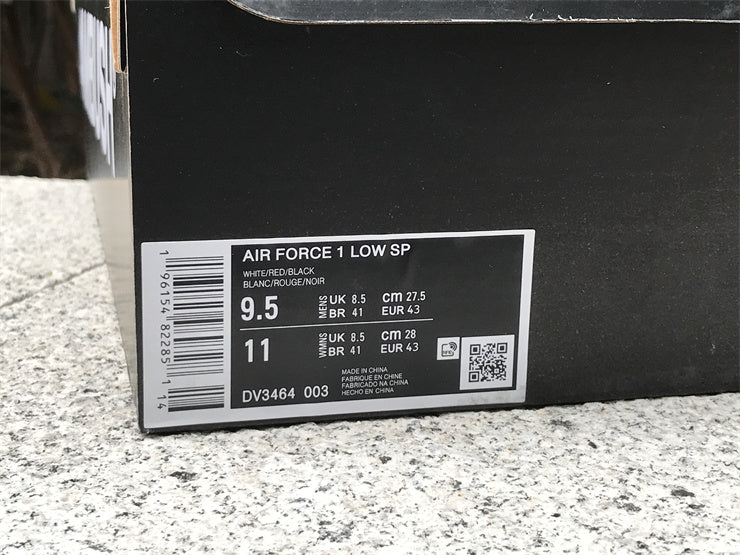 AIR FORCE 1 LOW SP
WHITE/RED/BLACK
BLANC/ROUGE/NOIR
9.5 MENS UK 8.5 cm 27.5
BR 41 EUR 43
11 WMNS UK 8.5 cm 28
BR 41 EUR 43
MADE IN CHINA
FABRIQUE EN CHINE
FABRICADO NA CHINA
HECHO EN CHINA
DV3464 003
1 96154 82285 1 14